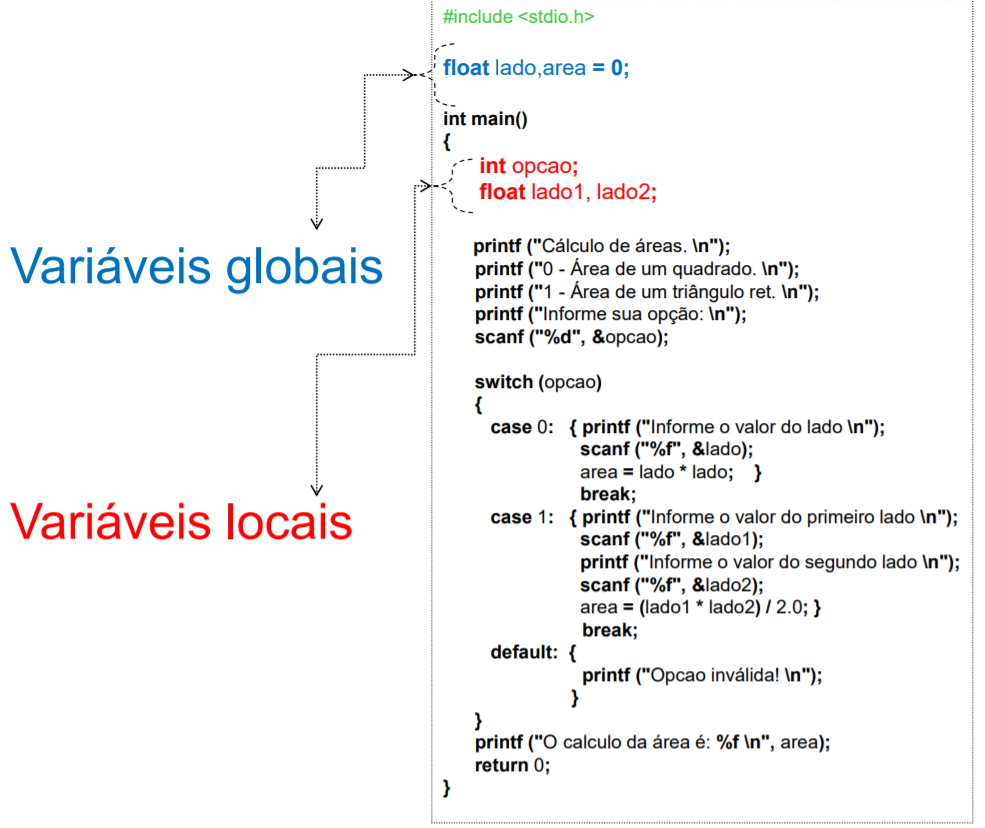 #include <stdio.h>
float lado,area = 0;
int main()
{
int opcao;
float lado1, lado2;
Variáveis globais
printf ("Cálculo de áreas. \n");
printf ("0 - Área de um quadrado. \n");
printf ("1 - Área de um triângulo ret. \n");
printf ("Informe sua opção: \n");
scanf ("%d", &opcao);
switch (opcao)
{
case 0: { printf ("Informe o valor do lado \n");
scanf ("%f", &lado);
area = lado * lado; }
break;
Variáveis locais
case 1: { printf ("Informe o valor do primeiro lado \n");
scanf ("%f", &lado1);
printf ("Informe o valor do segundo lado \n");
scanf ("%f", &lado2);
area = (lado1 * lado2) / 2.0; }
break;
default: {
printf ("Opcao inválida! \n");
}
}
printf ("O calculo da área é: %f \n", area);
return 0;
}